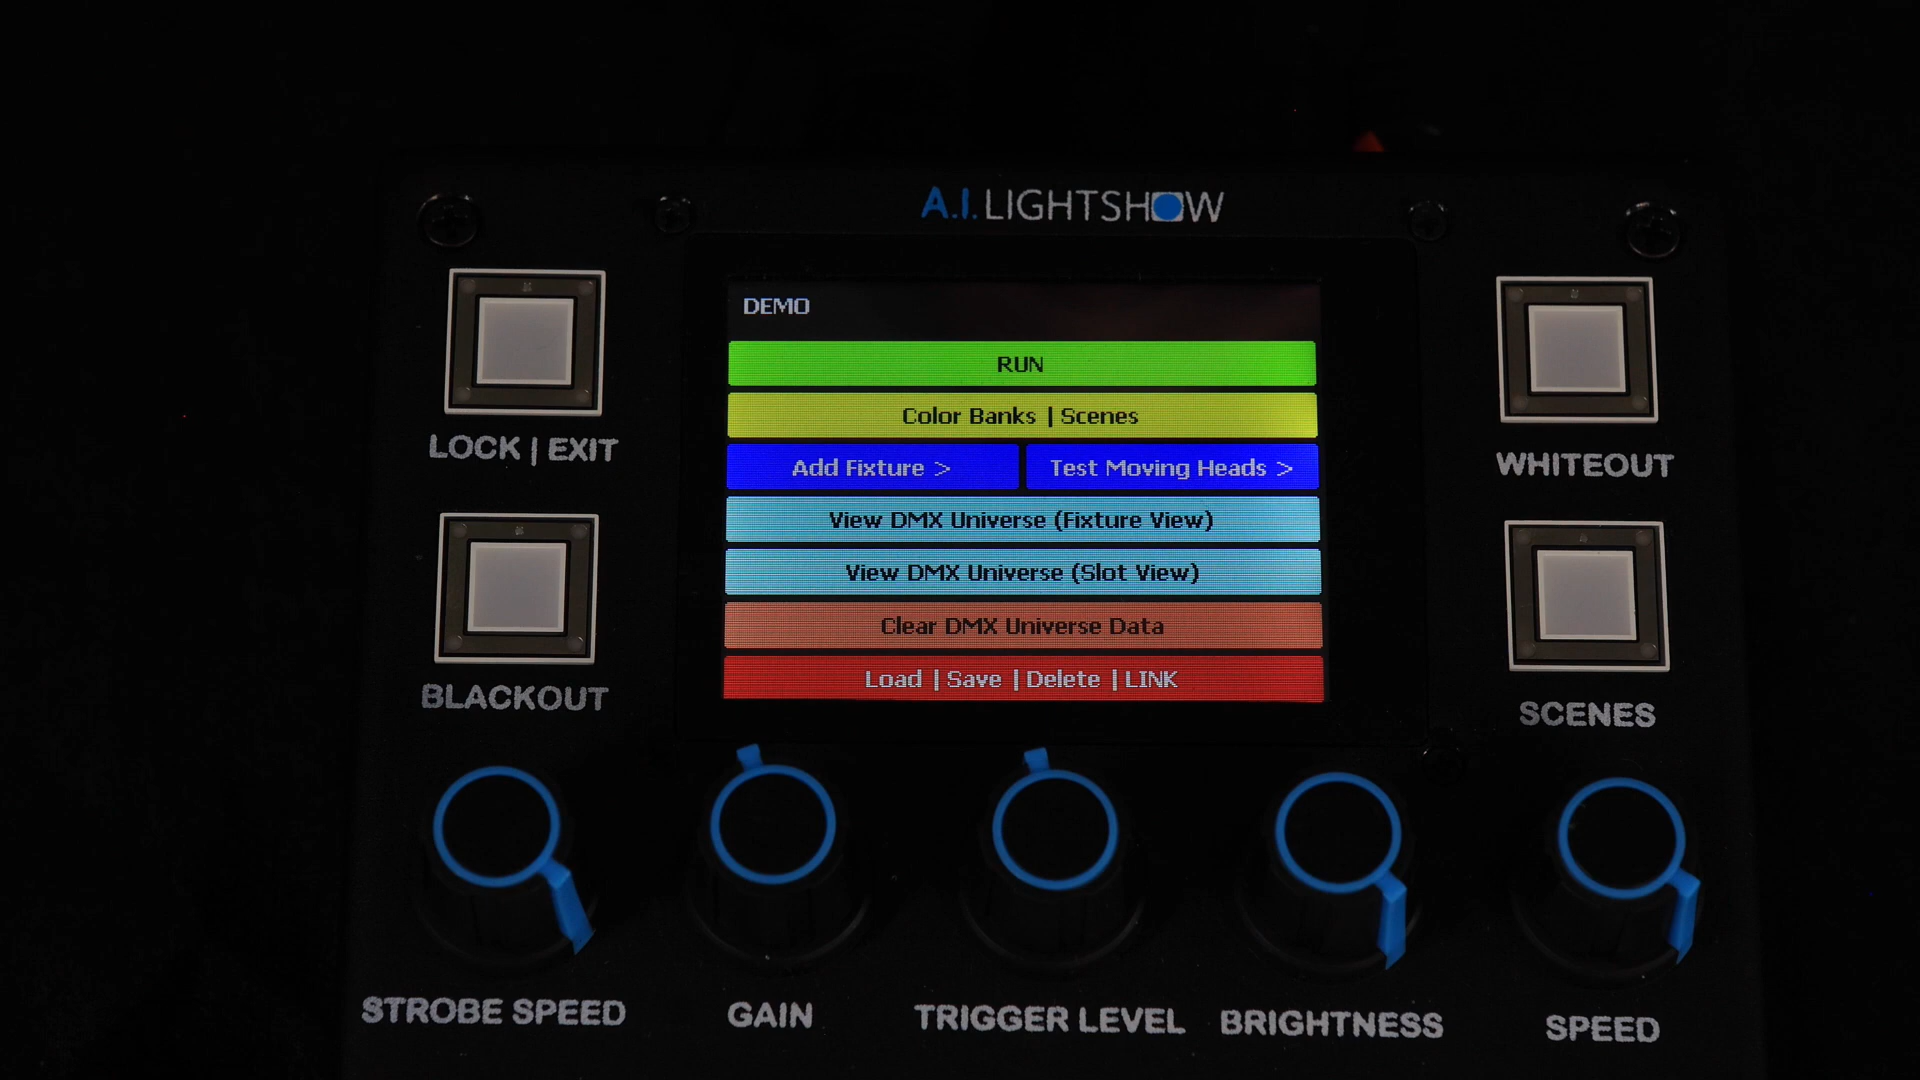 A.I. LIGHTSHOW
DEMO
RUN
Color Banks | Scenes
Add Fixture > Test Moving Heads >
View DMX Universe (Fixture View)
View DMX Universe (Slot View)
Clear DMX Universe Data
Load | Save | Delete | LINK
LOCK | EXIT
WHITEOUT
BLACKOUT
SCENES
STROBE SPEED
GAIN
TRIGGER LEVEL
BRIGHTNESS
SPEED